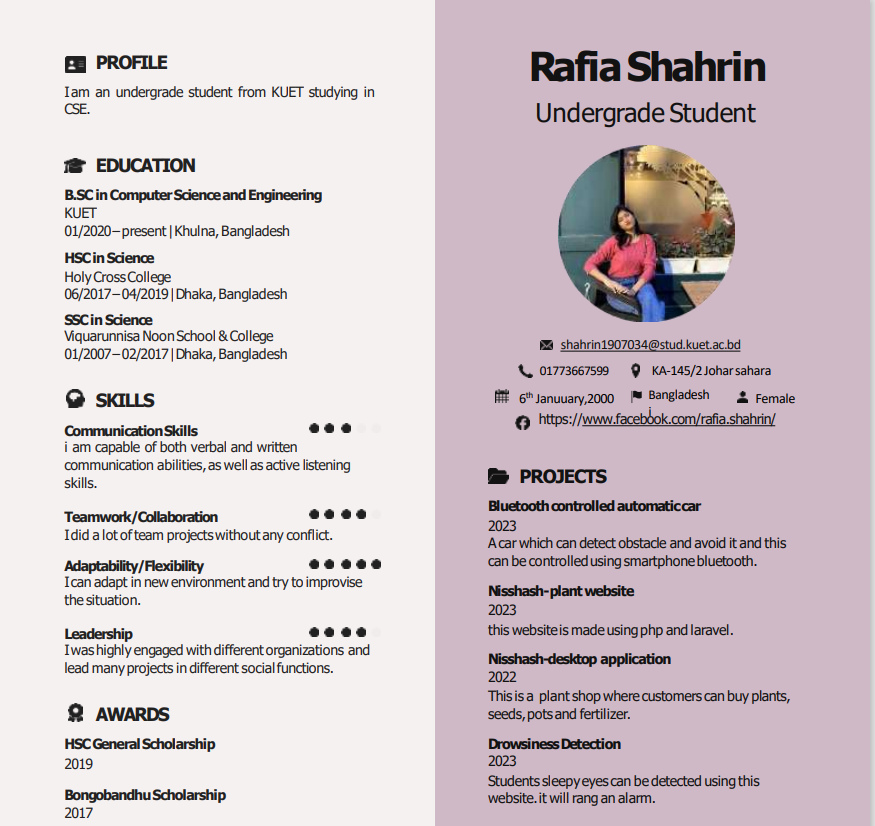 PROFILE
I am an undergrade student from KUET studying in
CSE.
EDUCATION
B.SC in Computer Science and Engineering
KUET
01/2020 – present | Khulna, Bangladesh
HSC in Science
Holy Cross College
06/2017 – 04/2019 | Dhaka, Bangladesh
SSC in Science
Viquarunnisa Noon School & College
01/2007 – 02/2017 | Dhaka, Bangladesh
SKILLS
Communication Skills
i am capable of both verbal and written
communication abilities, as well as active listening
skills.
Teamwork/Collaboration
I did a lot of team projects without any conflict.
Adaptability/Flexibility
I can adapt in new environment and try to improvise
the situation.
Leadership
I was highly engaged with different organizations and
lead many projects in different social functions.
AWARDS
HSC General Scholarship
2019
Bongobandhu Scholarship
2017
Rafia Shahrin
Undergrade Student
shahrin1907034@stud.kuet.ac.bd
01773667599 KA-145/2 Johar sahara
6th Januuary,2000 Bangladesh
i
Female
https://www.facebook.com/rafia.shahrin/
PROJECTS
Bluetooth controlled automatic car
2023
A car which can detect obstacle and avoid it and this
can be controlled using smartphone bluetooth.
Nisshash-plant website
2023
this website is made using php and laravel.
Nisshash-desktop application
2022
This is a plant shop where customers can buy plants,
seeds, pots and fertilizer.
Drowsiness Detection
2023
Students sleepy eyes can be detected using this
website. it will rang an alarm.